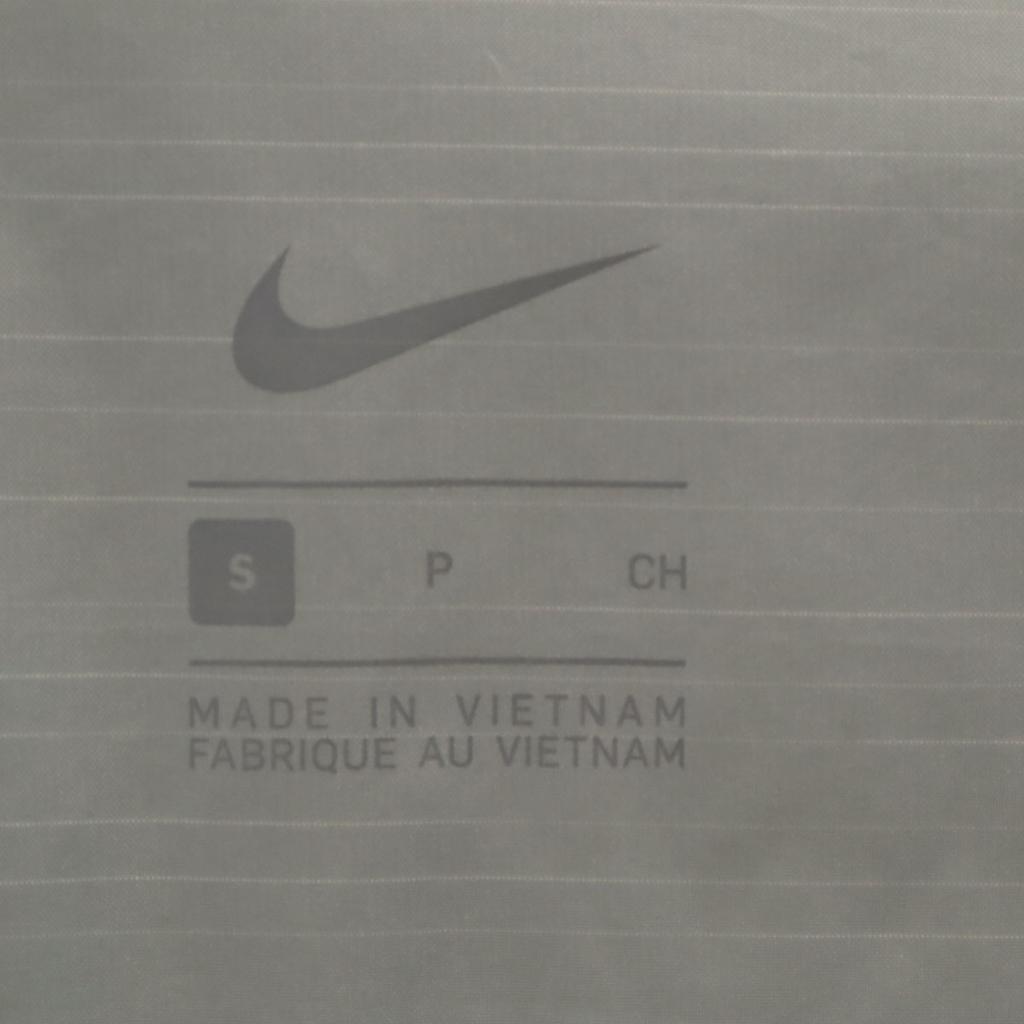 S P CH
MADE IN VIETNAM
FABRIQUE AU VIETNAM